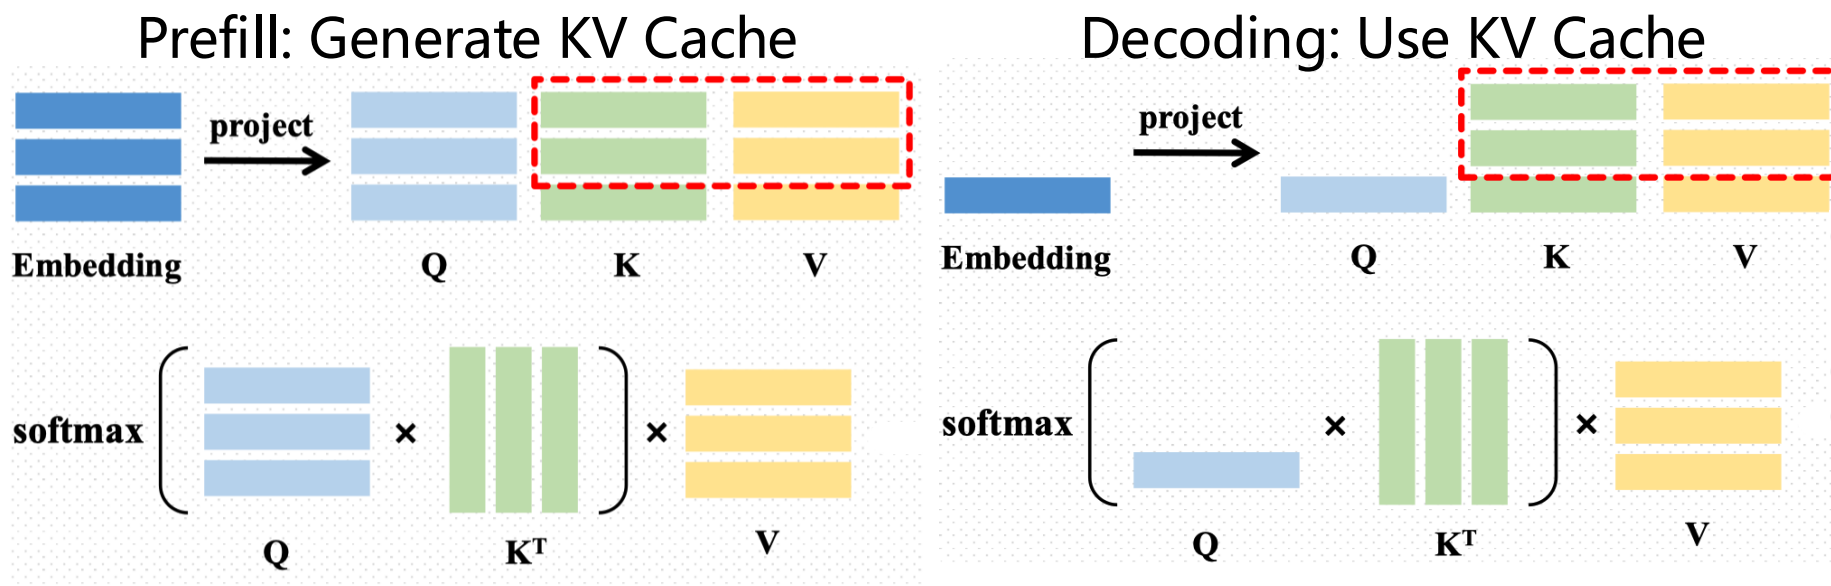 Prefill: Generate KV Cache
project
Embedding
Q
K
V
softmax
×
×
Q
Kᵀ
V
Decoding: Use KV Cache
project
Embedding
Q
K
V
softmax
×
×
Q
Kᵀ
V